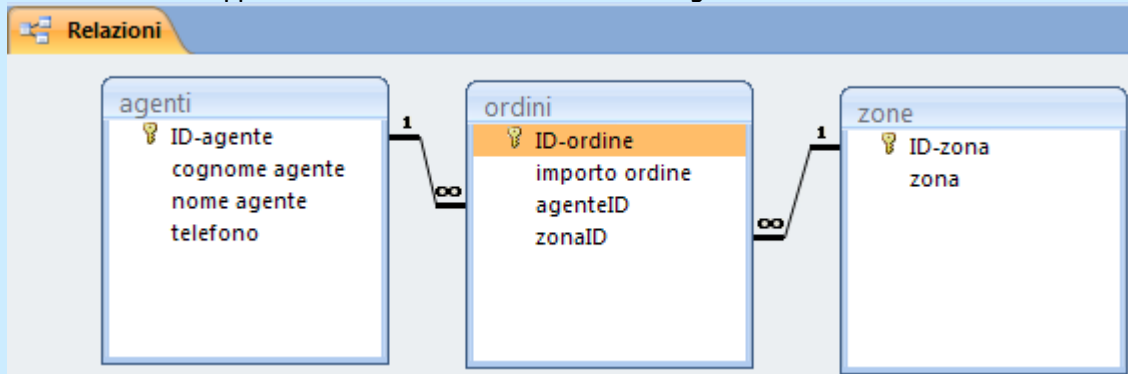 Relazioni
agenti
ID-agente
cognome agente
nome agente
telefono
1
∞
ordini
ID-ordine
importo ordine
agenteID
zonaID
1
∞
zone
ID-zona
zona